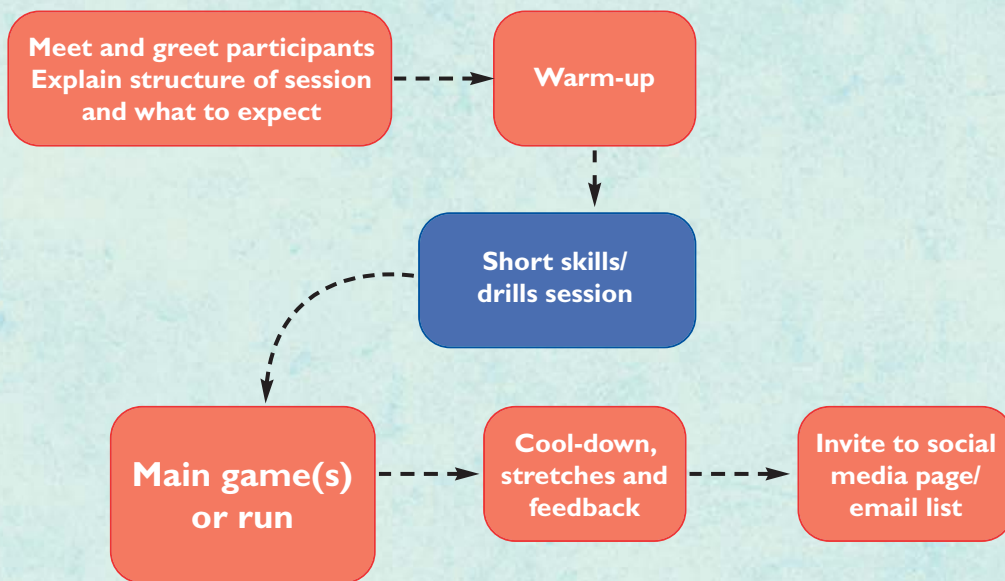 Meet and greet participants
Explain structure of session
and what to expect
Warm-up
Short skills/
drills session
Main game(s)
or run
Cool-down,
stretches and
feedback
Invite to social
media page/
email list